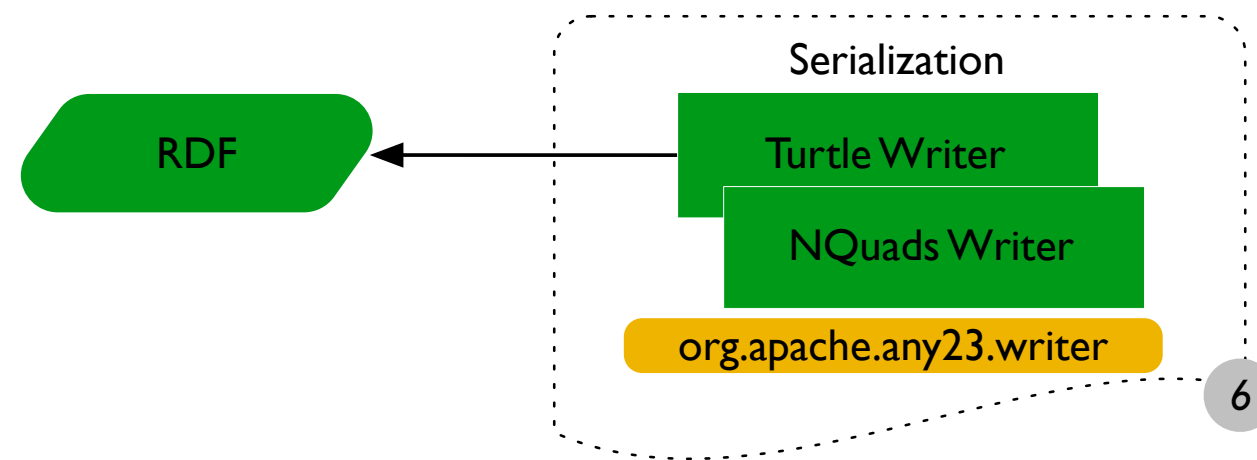 Serialization
RDF
Turtle Writer
NQuads Writer
org.apache.any23.writer
6